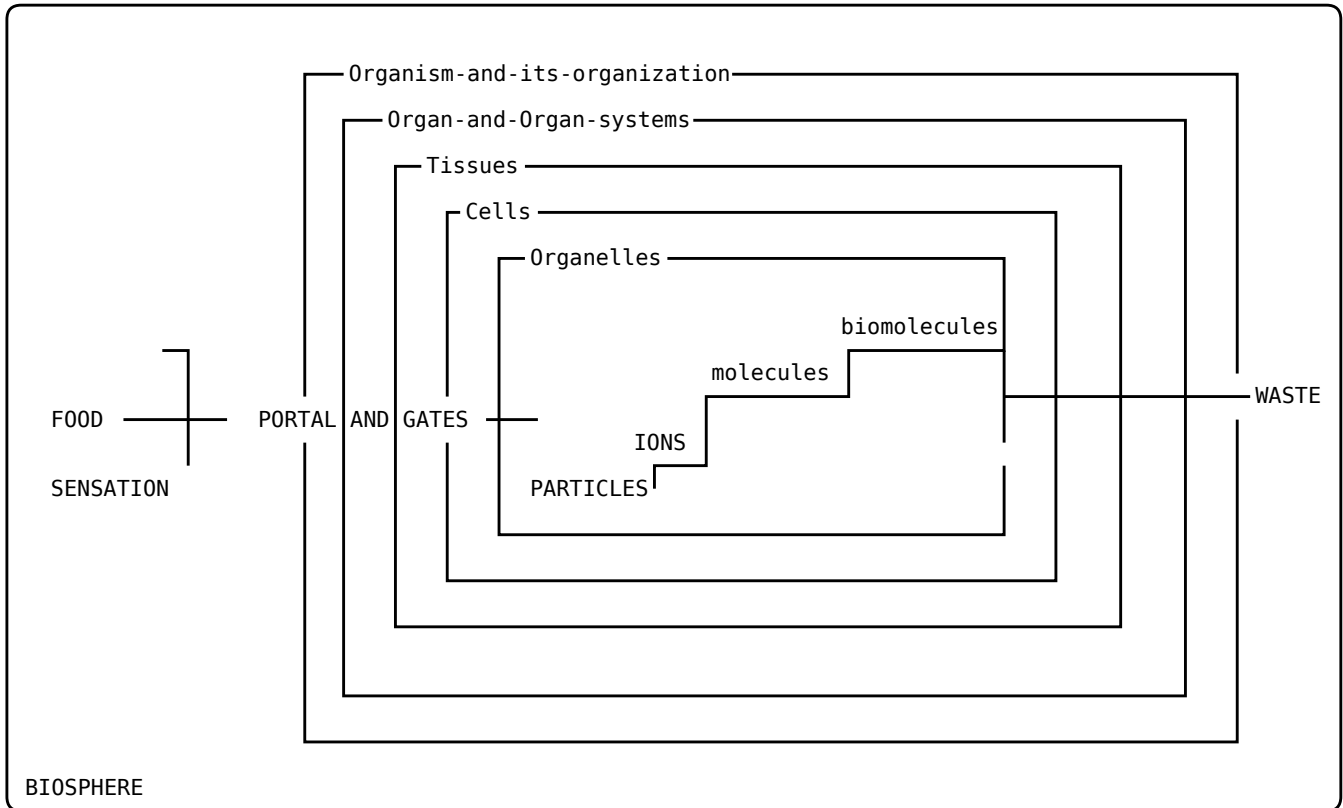 Organism-and-its-organization
Organ-and-Organ-systems
Tissues
Cells
Organelles
biomolecules
molecules
WASTE
FOOD
PORTAL AND GATES
IONS
SENSATION
PARTICLES
BIOSPHERE